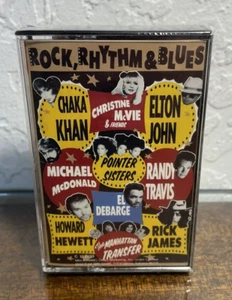 ROCK, RHYTHM & BLUES
CHAKA
KHAN
CHRISTINE
McVIE
& FRIENDS
ELTON
JOHN
POINTER
SISTERS
MICHAEL
McDONALD
RANDY
TRAVIS
EL
DEBARGE
HOWARD
HEWETT
RICK
JAMES
The MANHATTAN
TRANSFER